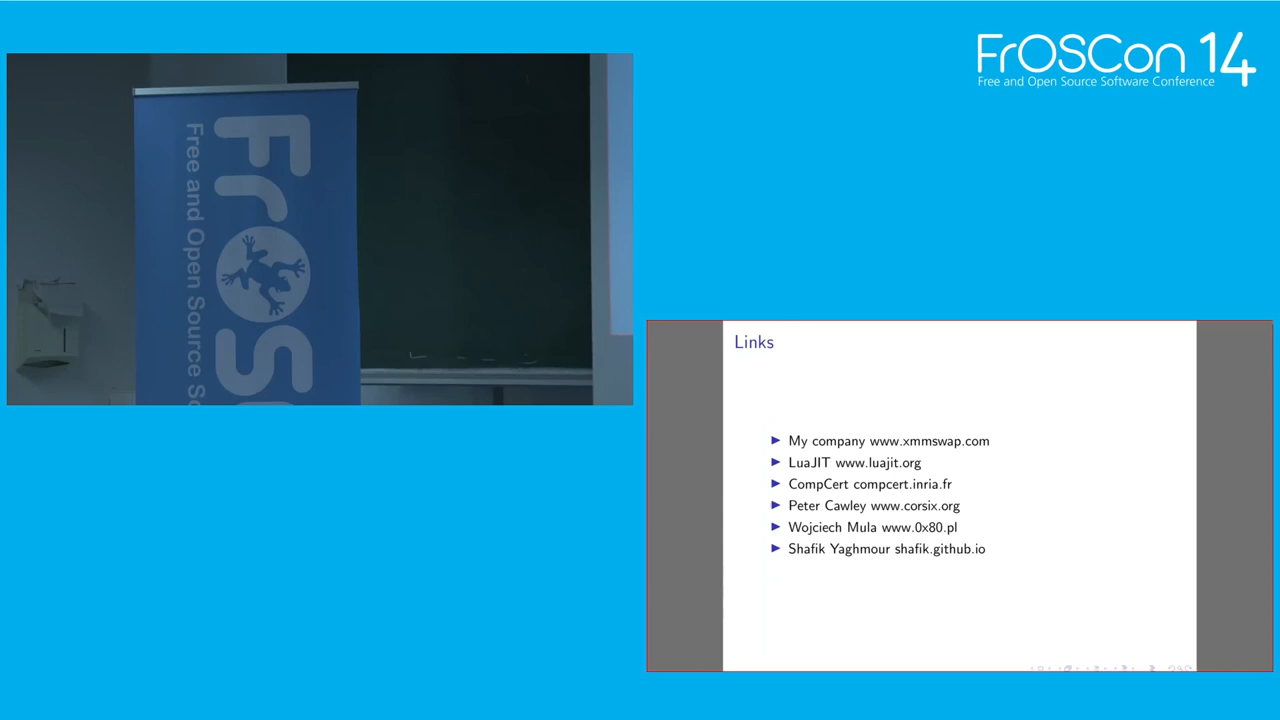 FrOSCon 14
Free and Open Source Software Conference
FrOSC
Free and Open Source So
Links
My company www.xmmswap.com
LuaJIT www.luajit.org
CompCert compcert.inria.fr
Peter Cawley www.corsix.org
Wojciech Mula www.0x80.pl
Shafik Yaghmour shafik.github.io